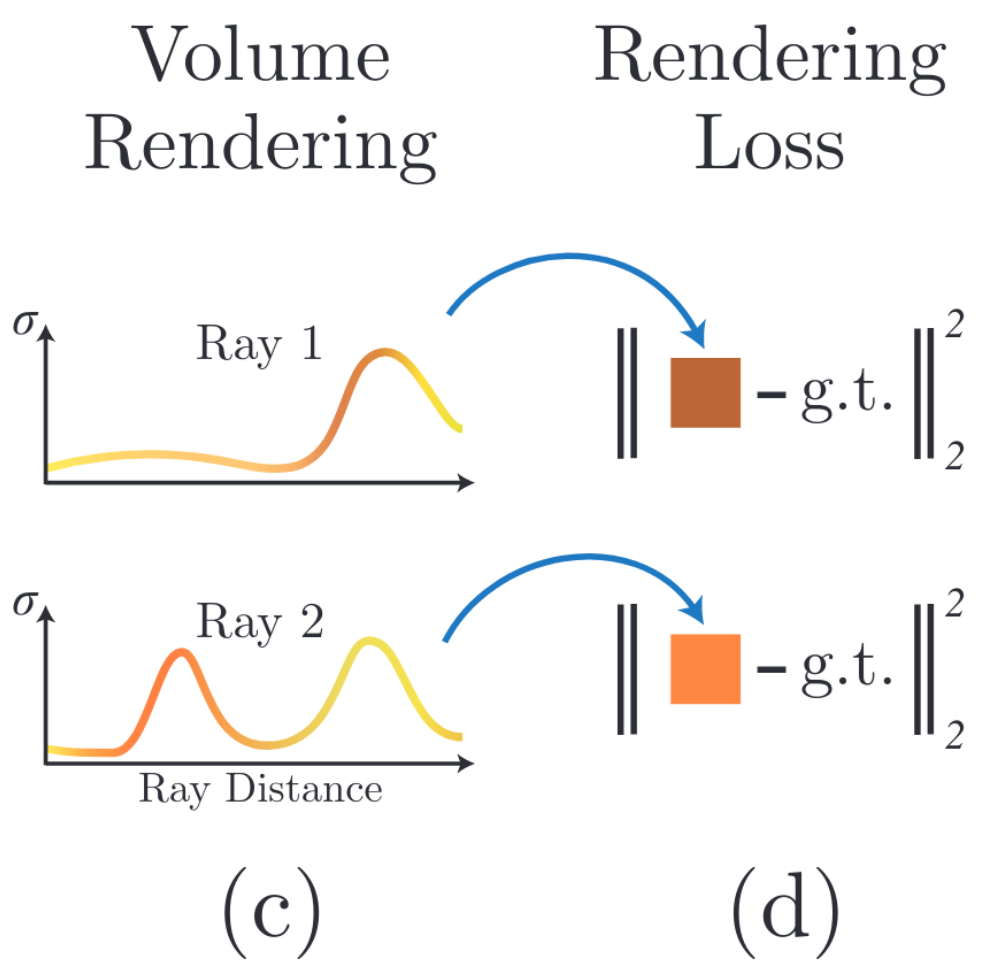 Volume
Rendering
Rendering
Loss
σ
Ray 1
|| - g.t. ||
2
2
σ
Ray 2
Ray Distance
|| - g.t. ||
2
2
(c)
(d)